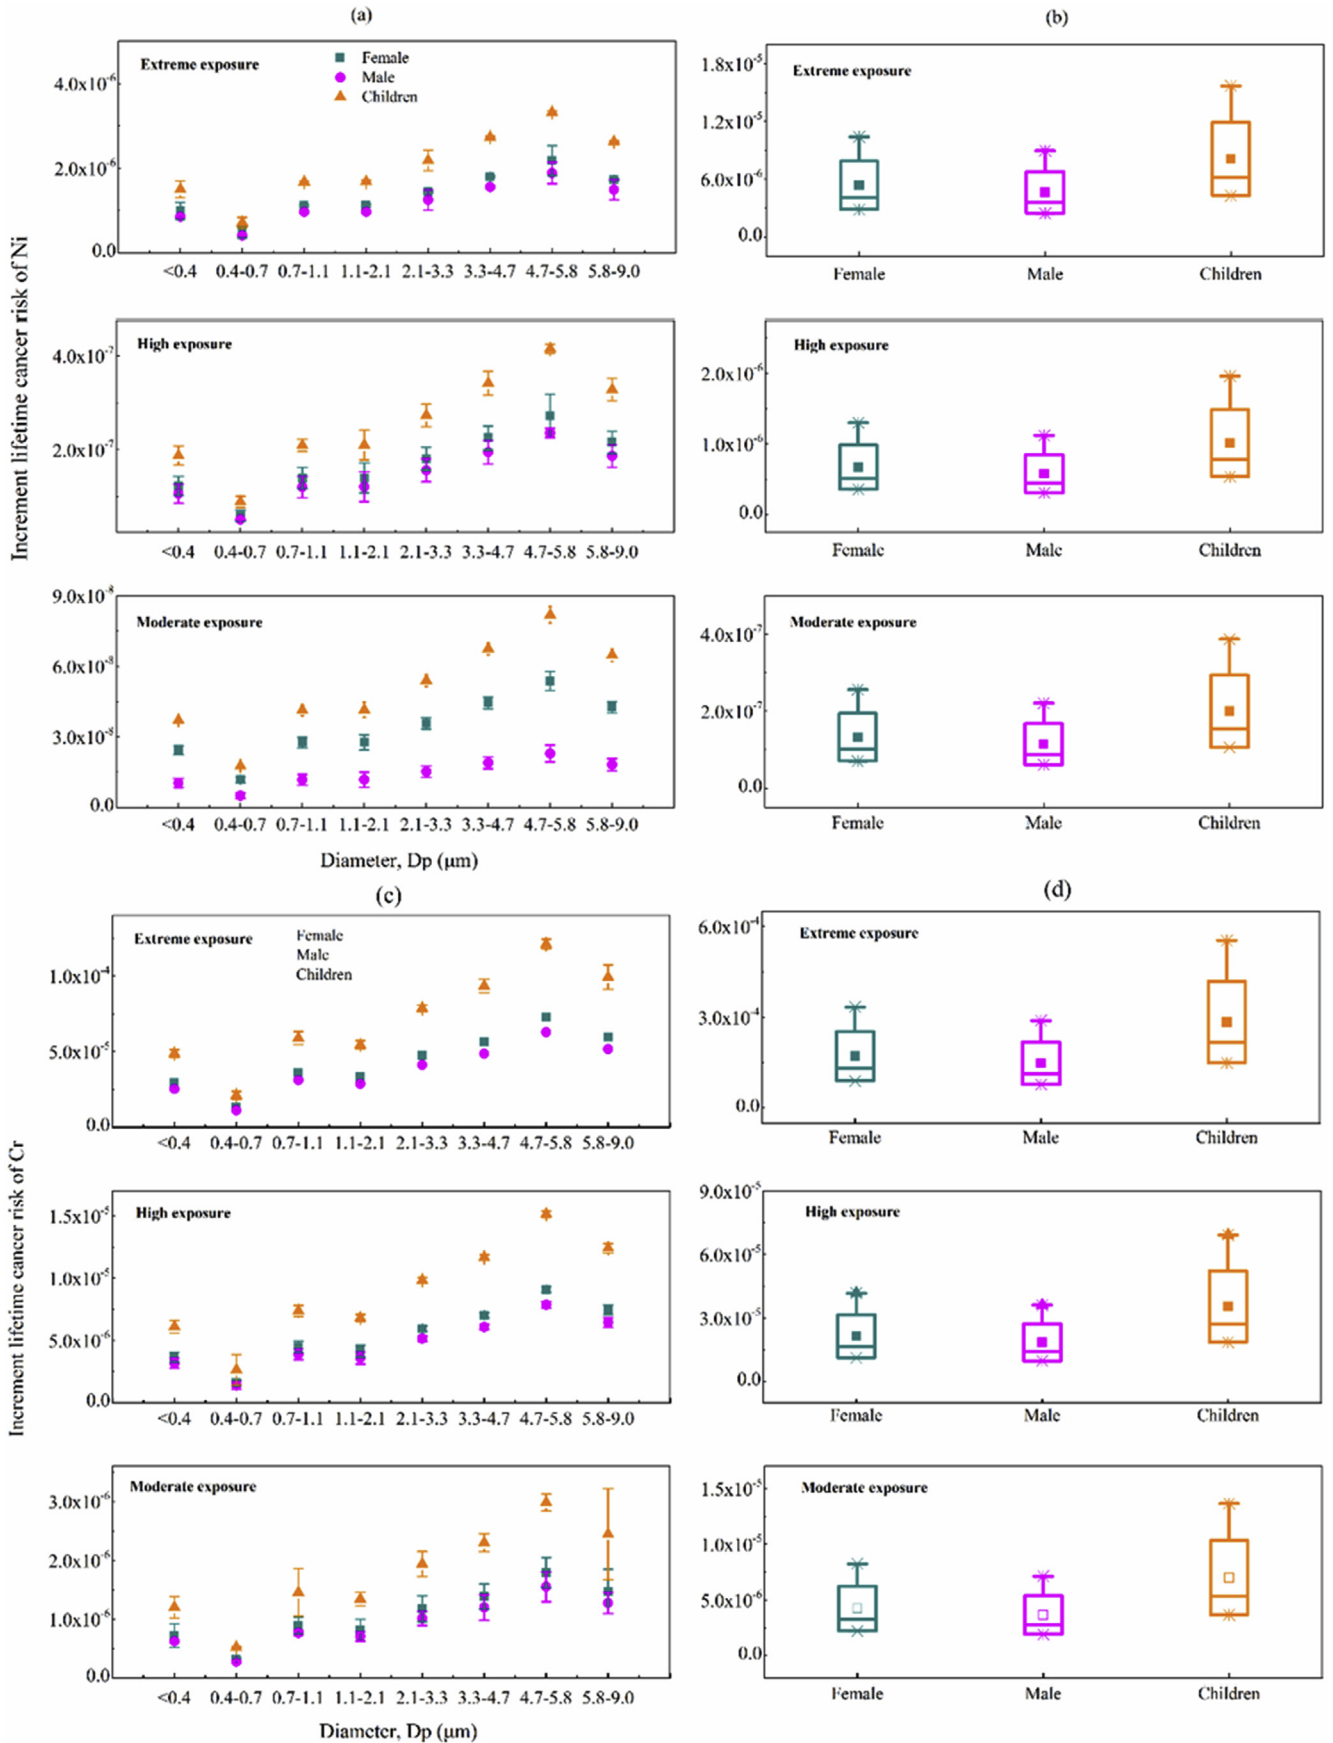 (a)
Extreme exposure
Female
Male
Children
4.0x10⁻⁶
2.0x10⁻⁶
0.0
<0.4 0.4-0.7 0.7-1.1 1.1-2.1 2.1-3.3 3.3-4.7 4.7-5.8 5.8-9.0
High exposure
4.0x10⁻⁷
2.0x10⁻⁷
<0.4 0.4-0.7 0.7-1.1 1.1-2.1 2.1-3.3 3.3-4.7 4.7-5.8 5.8-9.0
Increment lifetime cancer risk of Ni
Moderate exposure
9.0x10⁻⁸
6.0x10⁻⁸
3.0x10⁻⁸
0.0
<0.4 0.4-0.7 0.7-1.1 1.1-2.1 2.1-3.3 3.3-4.7 4.7-5.8 5.8-9.0
Diameter, Dp (μm)
(b)
Extreme exposure
1.8x10⁻⁵
1.2x10⁻⁵
6.0x10⁻⁶
0.0
Female Male Children
High exposure
2.0x10⁻⁶
1.0x10⁻⁶
0.0
Female Male Children
Moderate exposure
4.0x10⁻⁷
2.0x10⁻⁷
0.0
Female Male Children
(c)
Extreme exposure
Female
Male
Children
1.0x10⁻⁴
5.0x10⁻⁵
0.0
<0.4 0.4-0.7 0.7-1.1 1.1-2.1 2.1-3.3 3.3-4.7 4.7-5.8 5.8-9.0
High exposure
1.5x10⁻⁵
1.0x10⁻⁵
5.0x10⁻⁶
0.0
<0.4 0.4-0.7 0.7-1.1 1.1-2.1 2.1-3.3 3.3-4.7 4.7-5.8 5.8-9.0
Increment lifetime cancer risk of Cr
Moderate exposure
3.0x10⁻⁶
2.0x10⁻⁶
1.0x10⁻⁶
0.0
<0.4 0.4-0.7 0.7-1.1 1.1-2.1 2.1-3.3 3.3-4.7 4.7-5.8 5.8-9.0
Diameter, Dp (μm)
(d)
Extreme exposure
6.0x10⁻⁴
3.0x10⁻⁴
0.0
Female Male Children
High exposure
9.0x10⁻⁵
6.0x10⁻⁵
3.0x10⁻⁵
0.0
Female Male Children
Moderate exposure
1.5x10⁻⁵
1.0x10⁻⁵
5.0x10⁻⁶
0.0
Female Male Children